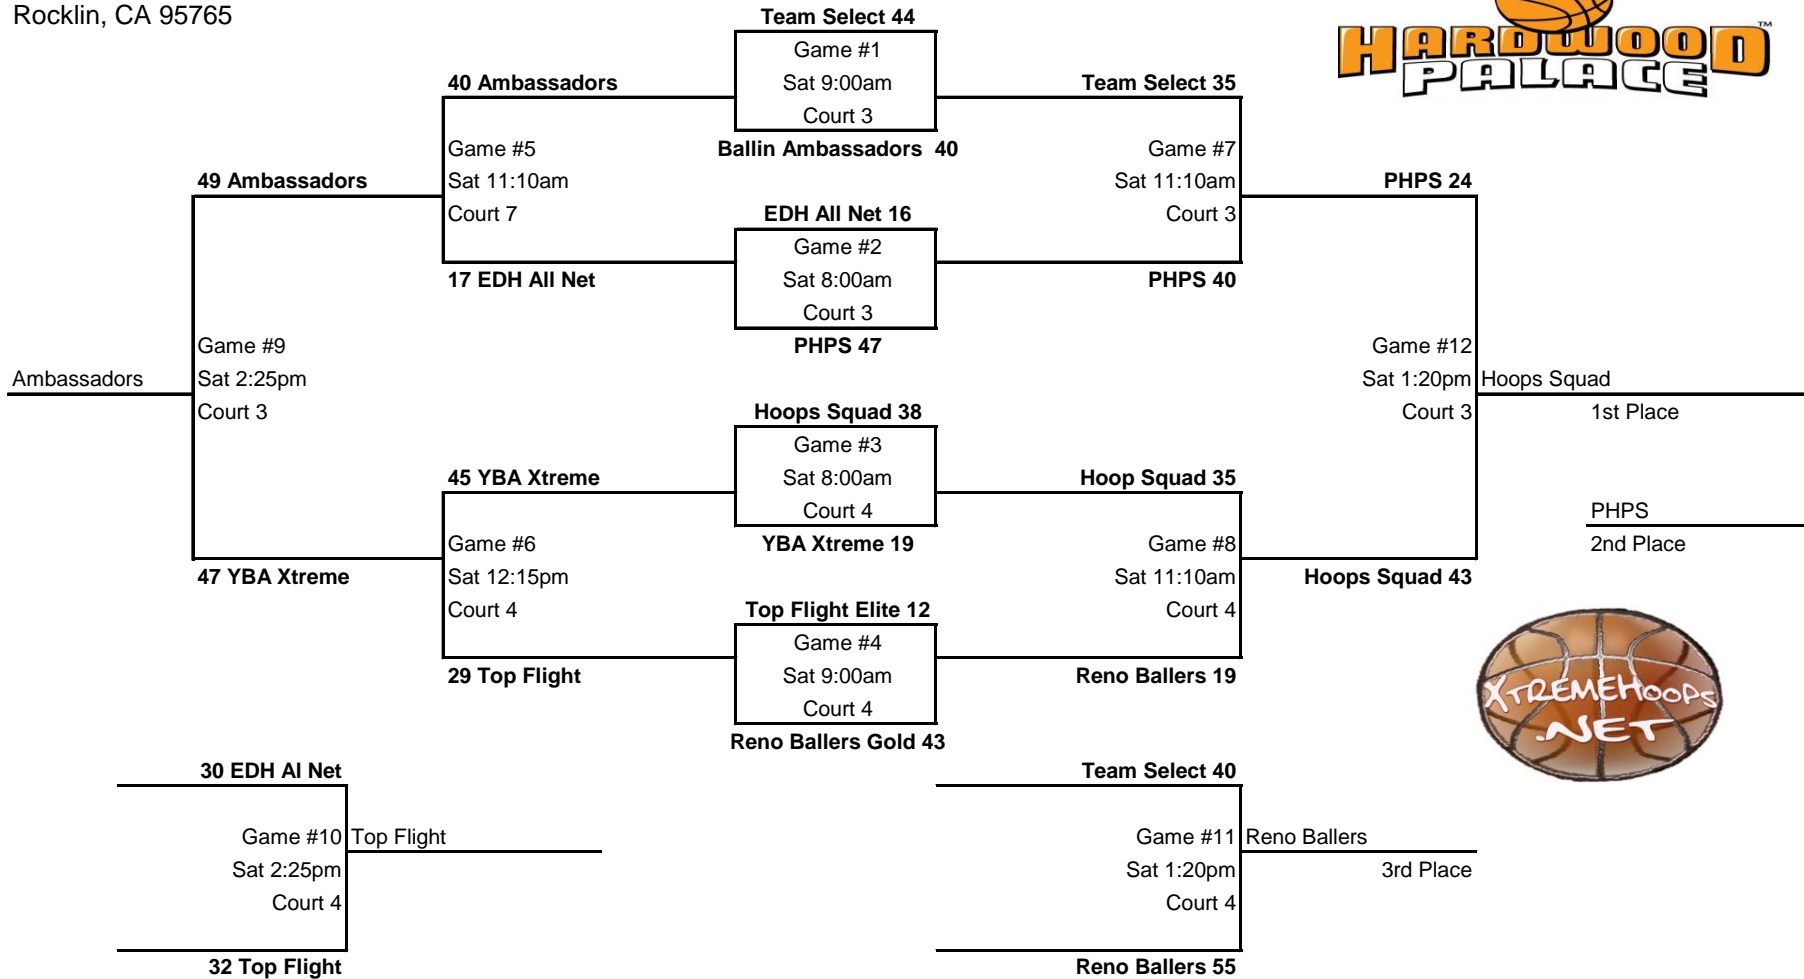 Rocklin, CA 95765
HARDWOOD
PALACE
TM
Team Select 44
Game #1
Sat 9:00am
Court 3
Ballin Ambassadors 40
40 Ambassadors
Game #5
Sat 11:10am
Court 7
17 EDH All Net
Team Select 35
Game #7
Sat 11:10am
Court 3
PHPS 40
49 Ambassadors
EDH All Net 16
Game #2
Sat 8:00am
Court 3
PHPS 47
PHPS 24
Ambassadors
Game #9
Sat 2:25pm
Court 3
47 YBA Xtreme
Game #12
Sat 1:20pm
Court 3
Hoops Squad
1st Place
PHPS
2nd Place
Hoops Squad 38
Game #3
Sat 8:00am
Court 4
YBA Xtreme 19
45 YBA Xtreme
Game #6
Sat 12:15pm
Court 4
29 Top Flight
Hoop Squad 35
Game #8
Sat 11:10am
Court 4
Reno Ballers 19
Hoops Squad 43
Top Flight Elite 12
Game #4
Sat 9:00am
Court 4
Reno Ballers Gold 43
XTREMEHOOPS
.NET
30 EDH Al Net
Game #10
Sat 2:25pm
Court 4
Top Flight
32 Top Flight
Team Select 40
Game #11
Sat 1:20pm
Court 4
Reno Ballers
3rd Place
Reno Ballers 55